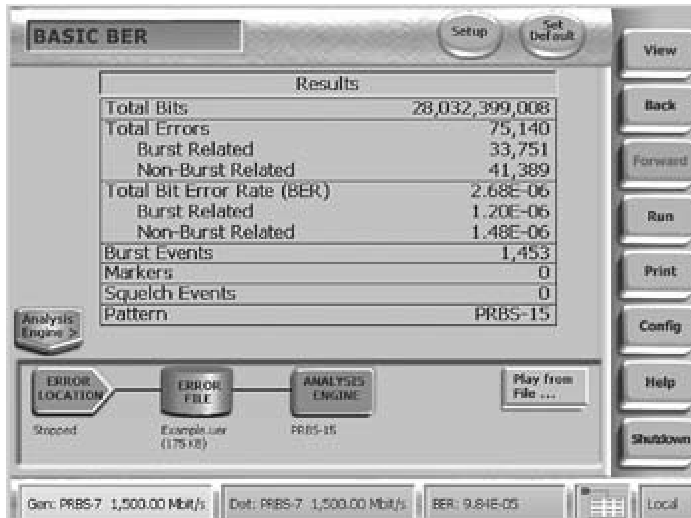 BASIC BER
Setup
Set Default
View
Results
Total Bits 28,032,399,008
Back
Total Errors 75,140
Burst Related 33,751
Non-Burst Related 41,389
Forward
Total Bit Error Rate (BER) 2.68E-06
Burst Related 1.20E-06
Run
Non-Burst Related 1.48E-06
Burst Events 1,453
Markers 0
Print
Squelch Events 0
Pattern PRBS-15
Analysis Engine >
Config
ERROR LOCATION
ERROR FILE
ANALYSIS ENGINE
Play from File ...
Help
Stopped
Example.uer (175 KB)
PRBS-15
Shutdown
Gen: PRBS-7 1,500.00 Mbit/s
Det: PRBS-7 1,500.00 Mbit/s
BER: 9.84E-05
Local